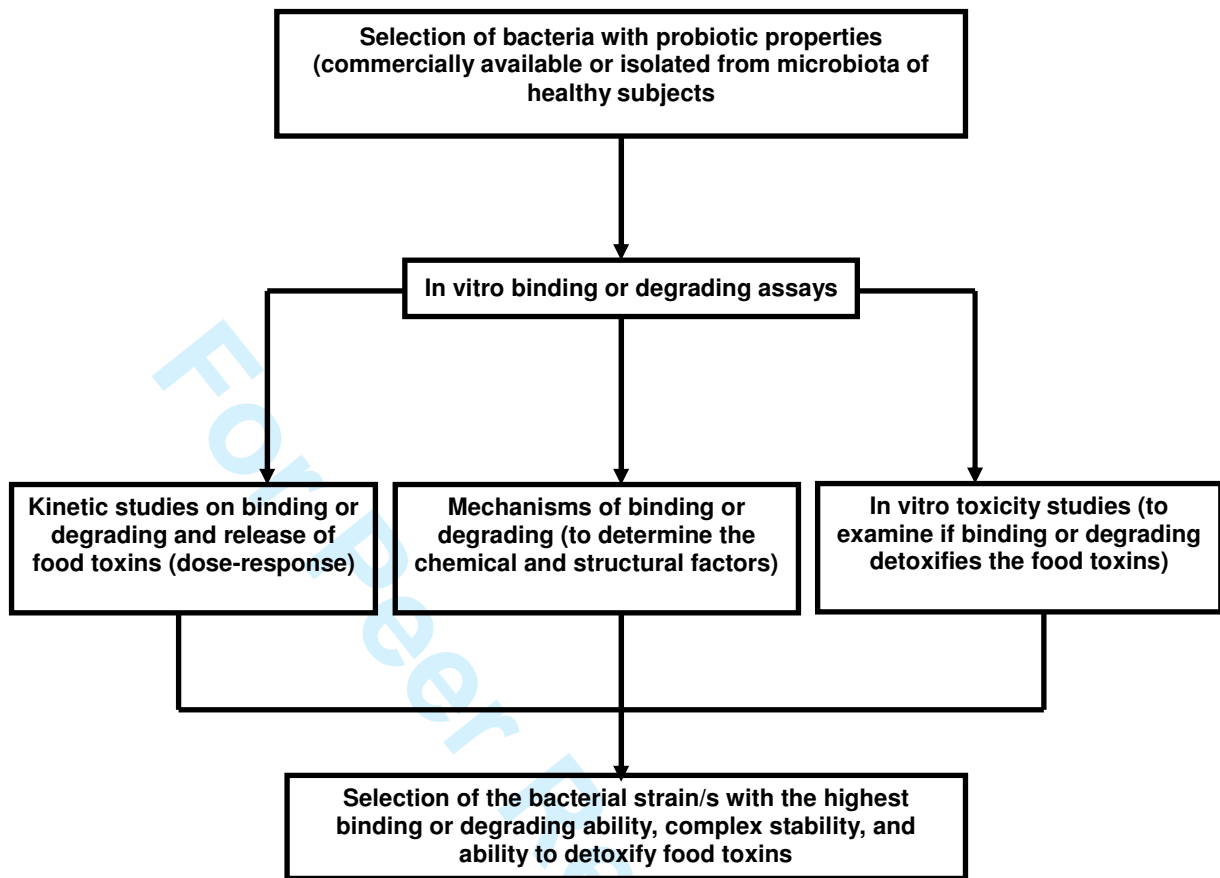 Selection of bacteria with probiotic properties
(commercially available or isolated from microbiota of
healthy subjects
In vitro binding or degrading assays
Kinetic studies on binding or
degrading and release of
food toxins (dose-response)
Mechanisms of binding or
degrading (to determine the
chemical and structural factors)
In vitro toxicity studies (to
examine if binding or degrading
detoxifies the food toxins)
Selection of the bacterial strain/s with the highest
binding or degrading ability, complex stability, and
ability to detoxify food toxins
For Peer Re